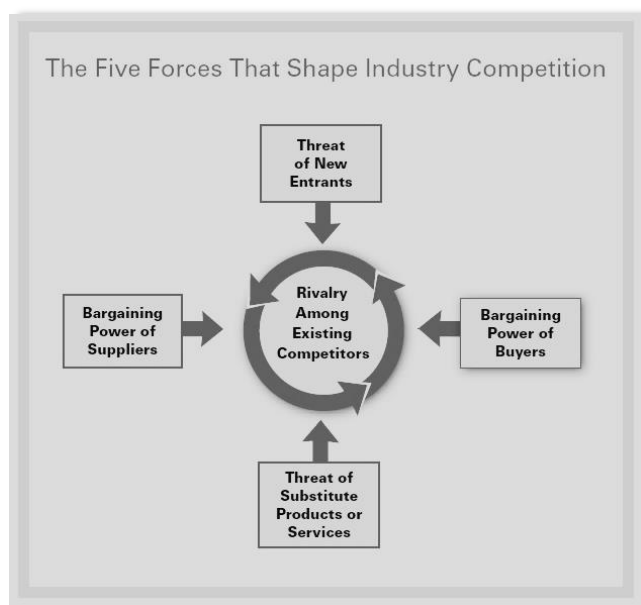 The Five Forces That Shape Industry Competition
Threat
of New
Entrants
Bargaining
Power of
Suppliers
Rivalry
Among
Existing
Competitors
Bargaining
Power of
Buyers
Threat of
Substitute
Products or
Services